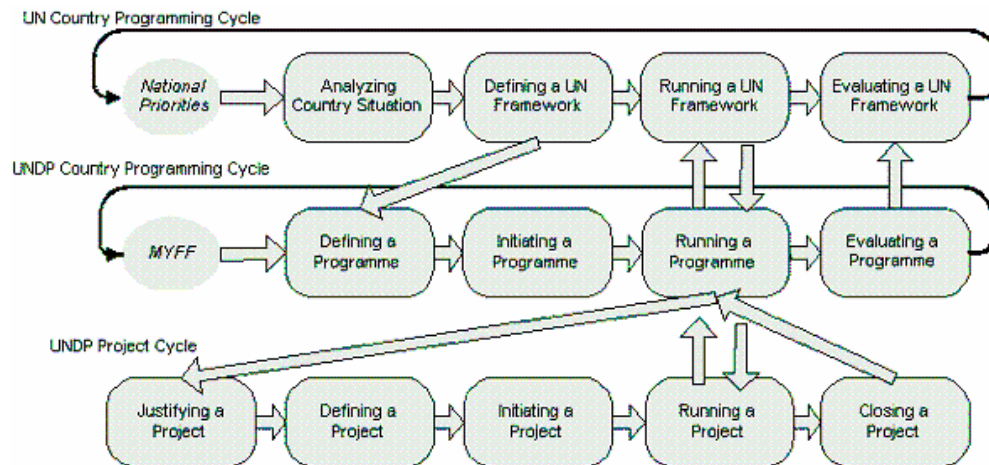 UN Country Programming Cycle
National
Priorities
Analyzing
Country Situation
Defining a UN
Framework
Running a UN
Framework
Evaluating a UN
Framework
UNDP Country Programming Cycle
MYFF
Defining a
Programme
Initiating a
Programme
Running a
Programme
Evaluating a
Programme
UNDP Project Cycle
Justifying a
Project
Defining a
Project
Initiating a
Project
Running a
Project
Closing a
Project